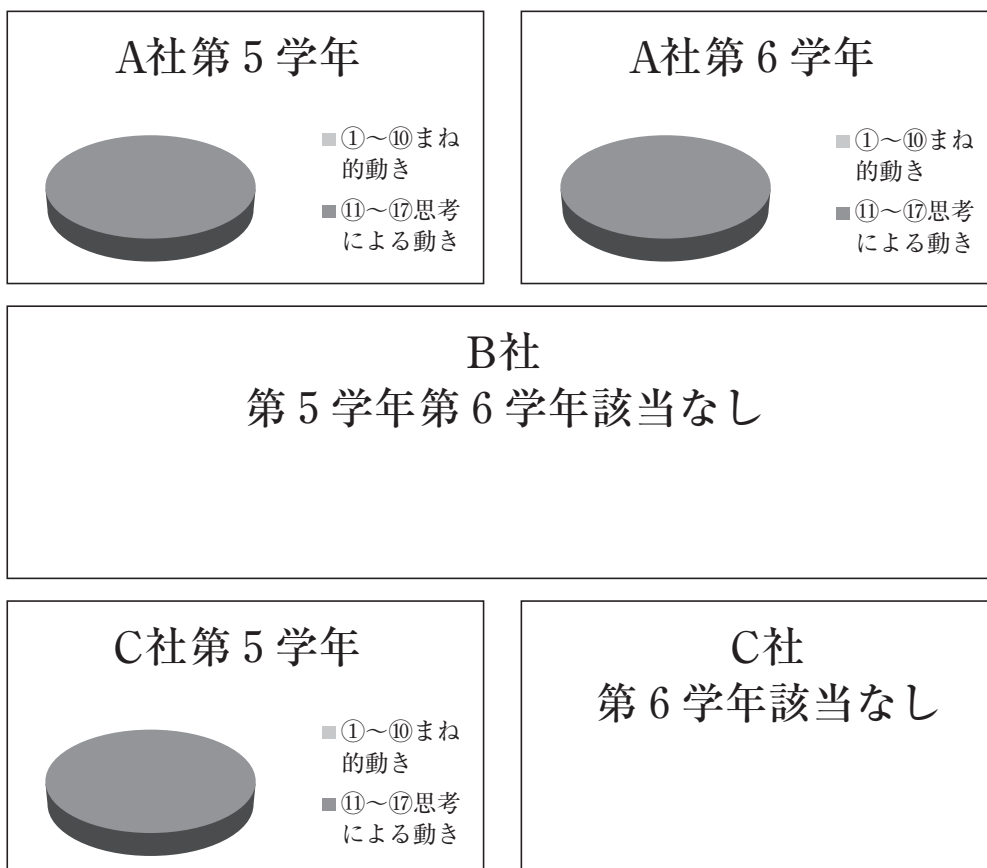 A社第5学年
①～⑩まね
的動き
⑪～⑰思考
による動き
A社第6学年
①～⑩まね
的動き
⑪～⑰思考
による動き
B社
第5学年第6学年該当なし
C社第5学年
①～⑩まね
的動き
⑪～⑰思考
による動き
C社
第6学年該当なし